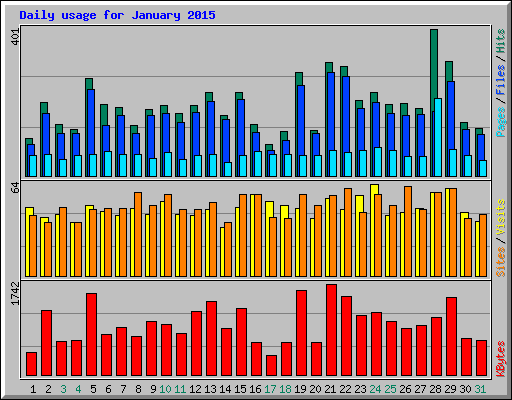 Daily usage for January 2015
401
64
1742
Pages / Files / Hits
Sites / Visits
KBytes
1 2 3 4 5 6 7 8 9 10 11 12 13 14 15 16 17 18 19 20 21 22 23 24 25 26 27 28 29 30 31